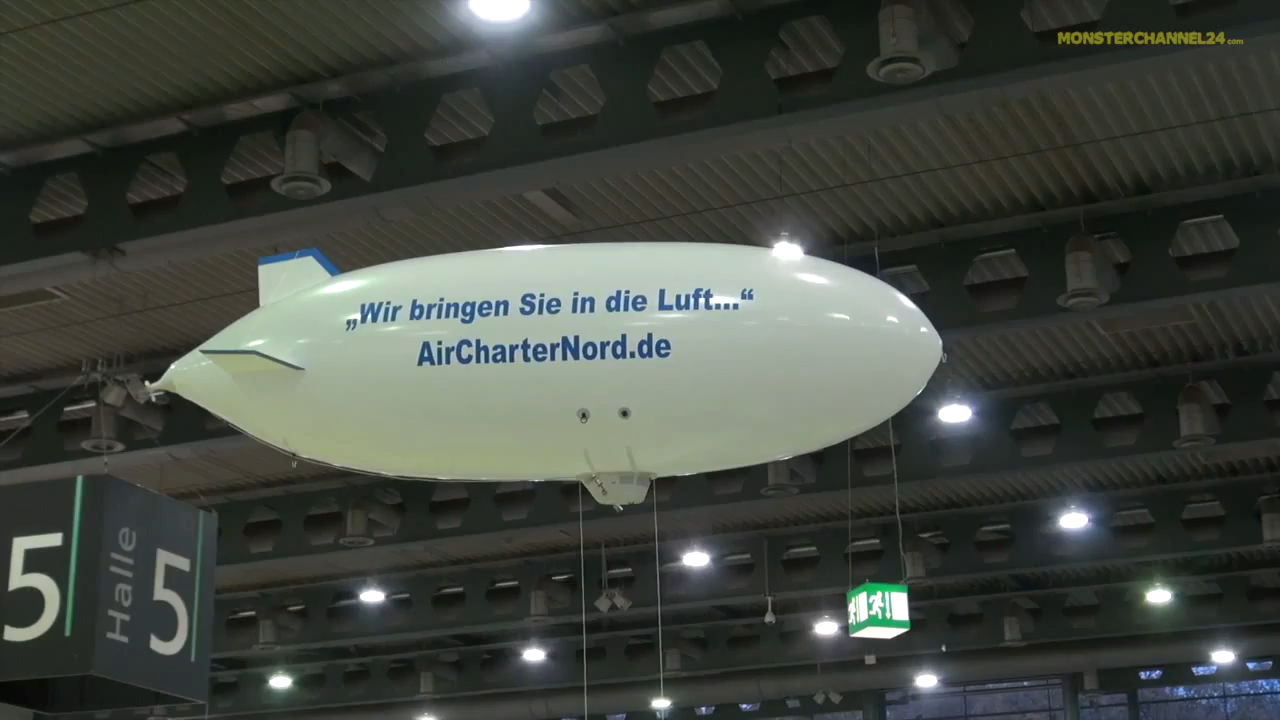 MONSTERCHANNEL24.com
„Wir bringen Sie in die Luft..."
AirCharterNord.de
5
Halle
5